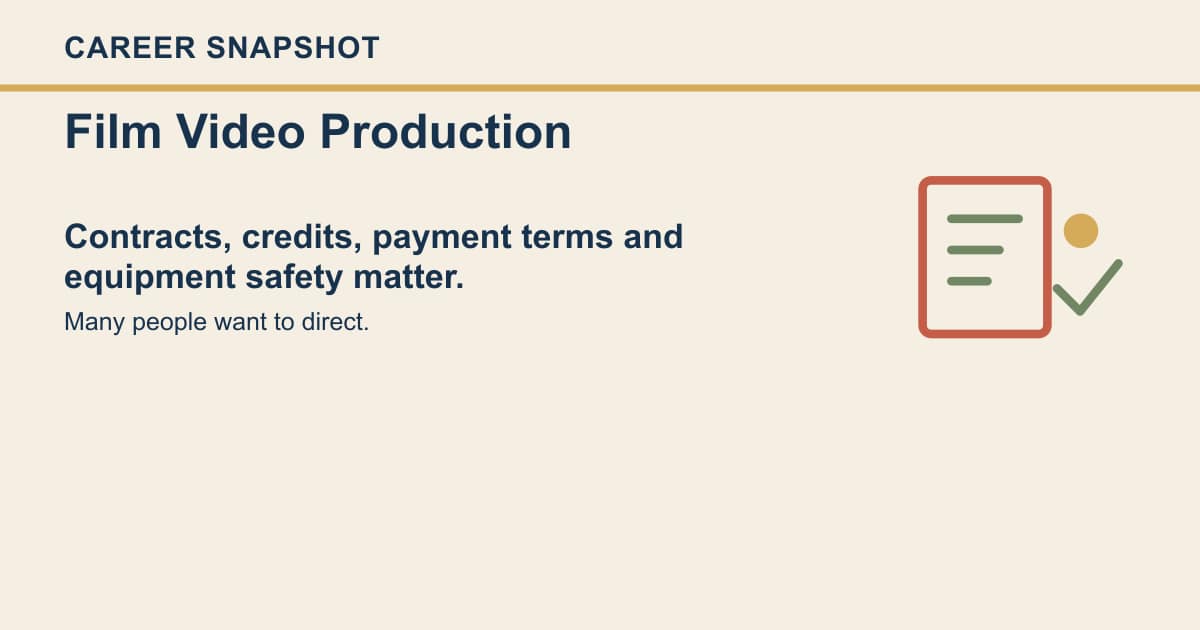 CAREER SNAPSHOT
Film Video Production
Contracts, credits, payment terms and
equipment safety matter.
Many people want to direct.